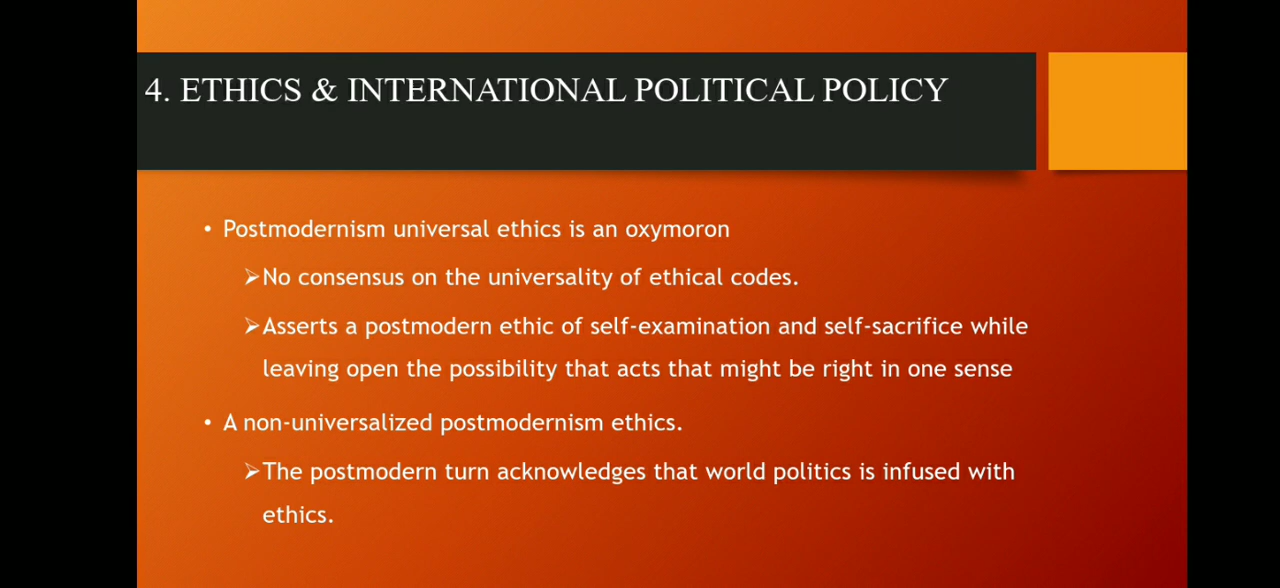 4. ETHICS & INTERNATIONAL POLITICAL POLICY
• Postmodernism universal ethics is an oxymoron
➢No consensus on the universality of ethical codes.
➢Asserts a postmodern ethic of self-examination and self-sacrifice while
leaving open the possibility that acts that might be right in one sense
• A non-universalized postmodernism ethics.
➢The postmodern turn acknowledges that world politics is infused with
ethics.